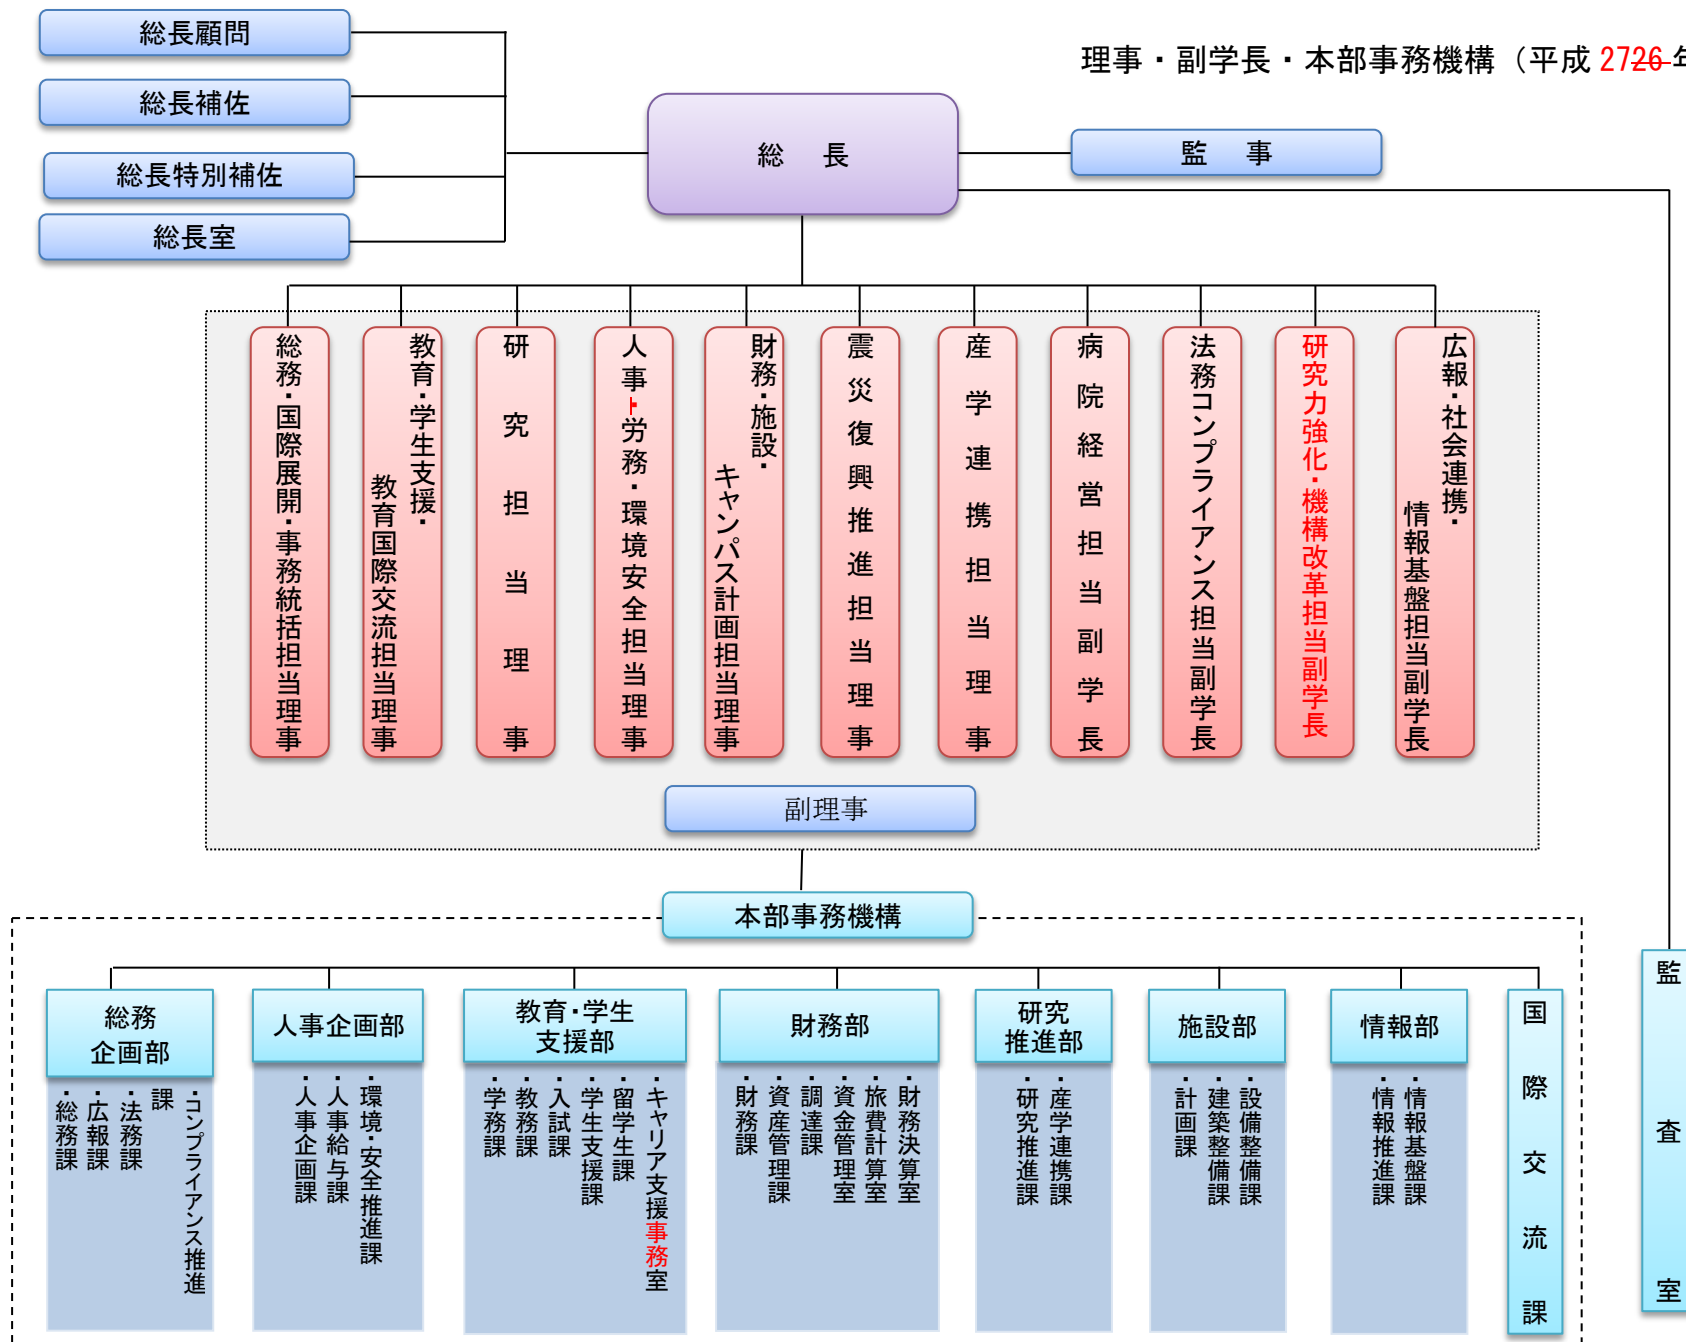 総長顧問
理事・副学長・本部事務機構（平成 2726 年
総長補佐
総 長
監 事
総長特別補佐
総長室
総務・国際展開・事務統括担当理事
教育・学生支援・
教育国際交流担当理事
研究担当理事
人事・労務・環境安全担当理事
財務・施設・
キャンパス計画担当理事
震災復興推進担当理事
産学連携担当理事
病院経営担当副学長
法務コンプライアンス担当副学長
研究力強化・機構改革担当副学長
広報・社会連携・
情報基盤担当副学長
副理事
本部事務機構
総務
企画部
・総務課
・広報課
・法務課
・コンプライアンス推進
課
人事企画部
・人事企画課
・人事給与課
・環境・安全推進課
教育・学生
支援部
・学務課
・教務課
・入試課
・学生支援課
・留学生課
・キャリア支援事務室
財務部
・財務課
・資産管理課
・調達課
・資金管理室
・旅費計算室
・財務決算室
研究
推進部
・研究推進課
・産学連携課
施設部
・計画課
・建築整備課
・設備整備課
情報部
・情報推進課
・情報基盤課
国際交流課
監査室